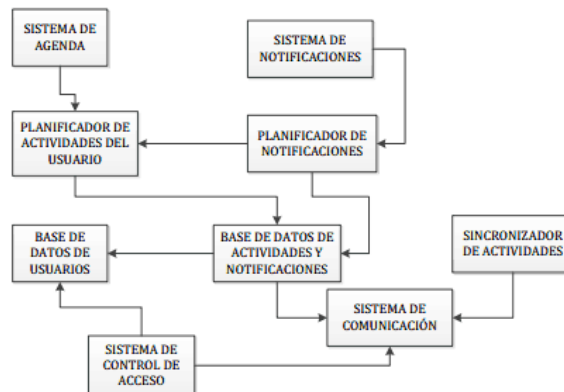 SISTEMA DE
AGENDA
SISTEMA DE
NOTIFICACIONES
PLANIFICADOR DE
ACTIVIDADES DEL
USUARIO
PLANIFICADOR DE
NOTIFICACIONES
BASE DE
DATOS DE
USUARIOS
BASE DE DATOS DE
ACTIVIDADES Y
NOTIFICACIONES
SINCRONIZADOR
DE ACTIVIDADES
SISTEMA DE
COMUNICACIÓN
SISTEMA DE
CONTROL DE
ACCESO